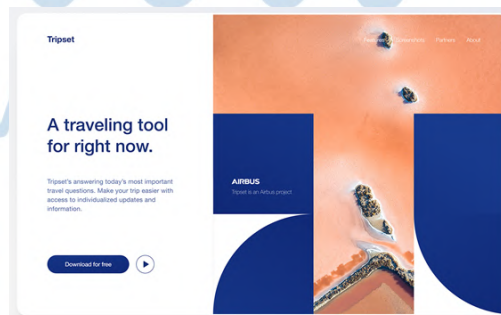 Tripset
Features Screenshots Partners About
A traveling tool
for right now.
Tripset's answering today's most important
travel questions. Make your trip easier with
access to individualized updates and
information.
AIRBUS
Tripset is an Airbus project
Download for free